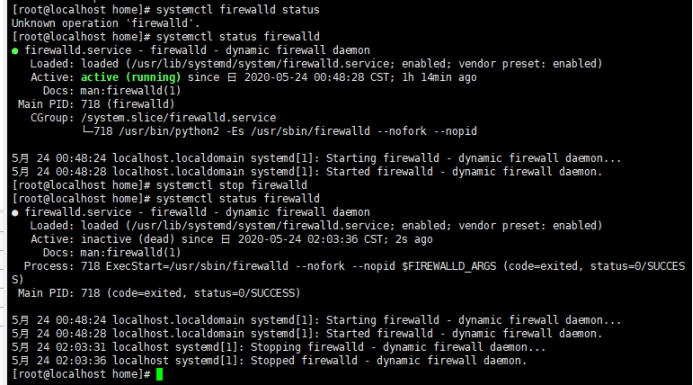 [root@localhost home]# systemctl firewalld status
Unknown operation 'firewalld'.
[root@localhost home]# systemctl status firewalld
● firewalld.service - firewalld - dynamic firewall daemon
   Loaded: loaded (/usr/lib/systemd/system/firewalld.service; enabled; vendor preset: enabled)
   Active: active (running) since 日 2020-05-24 00:48:28 CST; 1h 14min ago
     Docs: man:firewalld(1)
 Main PID: 718 (firewalld)
   CGroup: /system.slice/firewalld.service
           └─718 /usr/bin/python2 -Es /usr/sbin/firewalld --nofork --nopid
5月 24 00:48:24 localhost.localdomain systemd[1]: Starting firewalld - dynamic firewall daemon...
5月 24 00:48:28 localhost.localdomain systemd[1]: Started firewalld - dynamic firewall daemon.
[root@localhost home]# systemctl stop firewalld
[root@localhost home]# systemctl status firewalld
● firewalld.service - firewalld - dynamic firewall daemon
   Loaded: loaded (/usr/lib/systemd/system/firewalld.service; enabled; vendor preset: enabled)
   Active: inactive (dead) since 日 2020-05-24 02:03:36 CST; 2s ago
     Docs: man:firewalld(1)
  Process: 718 ExecStart=/usr/sbin/firewalld --nofork --nopid $FIREWALLD_ARGS (code=exited, status=0/SUCCES
S)
 Main PID: 718 (code=exited, status=0/SUCCESS)
5月 24 00:48:24 localhost.localdomain systemd[1]: Starting firewalld - dynamic firewall daemon...
5月 24 00:48:28 localhost.localdomain systemd[1]: Started firewalld - dynamic firewall daemon.
5月 24 02:03:31 localhost systemd[1]: Stopping firewalld - dynamic firewall daemon...
5月 24 02:03:36 localhost systemd[1]: Stopped firewalld - dynamic firewall daemon.
[root@localhost home]#